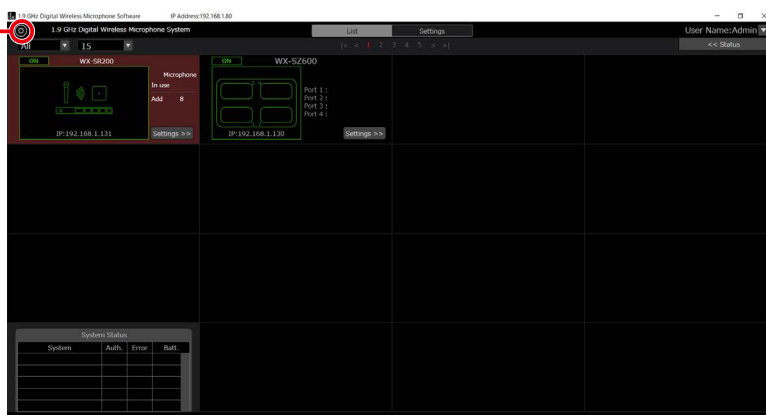 1.9 GHz Digital Wireless Microphone Software IP Address:192.168.1.80
1.9 GHz Digital Wireless Microphone System List Settings User Name:Admin
All 15 |< < 1 2 3 4 5 > >| << Status
ON WX-SR200
Microphone
In use
Add 8
IP:192.168.1.131 Settings >>
ON WX-SZ600
Port 1 :
Port 2 :
Port 3 :
Port 4 :
IP:192.168.1.130 Settings >>
System Status
System Auth. Error Batt.